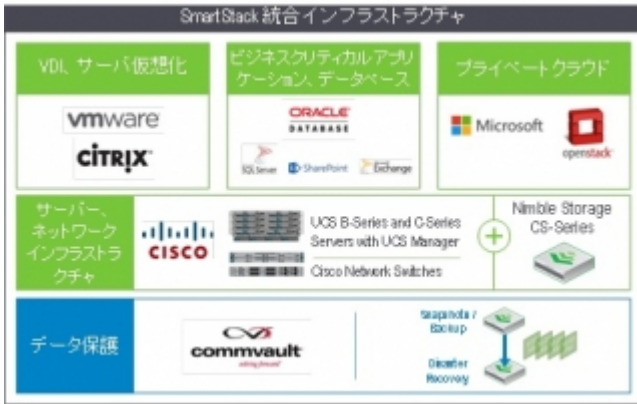 SmartStack 統合インフラストラクチャ
VDI、サーバ仮想化
vmware
CITRIX
ビジネスクリティカルアプリ
ケーション、データベース
ORACLE
DATABASE
SQL Server
SharePoint
Exchange
プライベートクラウド
Microsoft
openstack
サーバー、
ネットワーク
インフラストラ
クチャ
CISCO
UCS B-Series and C-Series
Servers with UCS Manager
Cisco Network Switches
Nimble Storage
CS-Series
データ保護
commvault
solving forward
Snapshots /
Backup
Disaster
Recovery